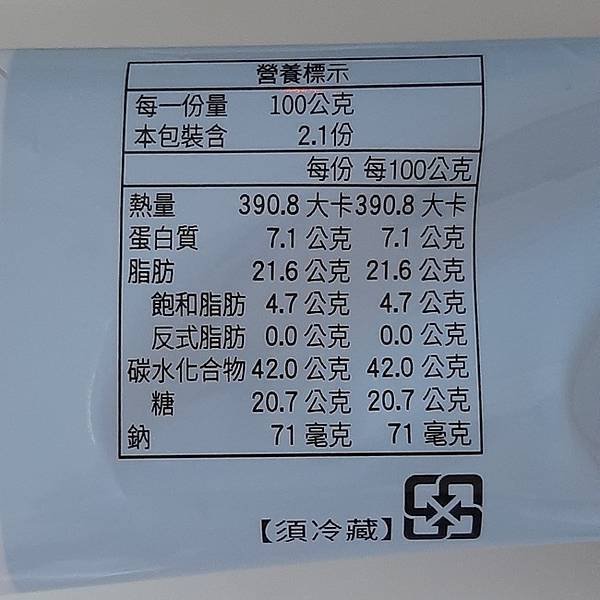 營養標示
每一份量 100公克
本包裝含 2.1份
每份 每100公克
熱量 390.8 大卡 390.8 大卡
蛋白質 7.1 公克 7.1 公克
脂肪 21.6 公克 21.6 公克
飽和脂肪 4.7 公克 4.7 公克
反式脂肪 0.0 公克 0.0 公克
碳水化合物 42.0 公克 42.0 公克
糖 20.7 公克 20.7 公克
鈉 71 毫克 71 毫克
【須冷藏】